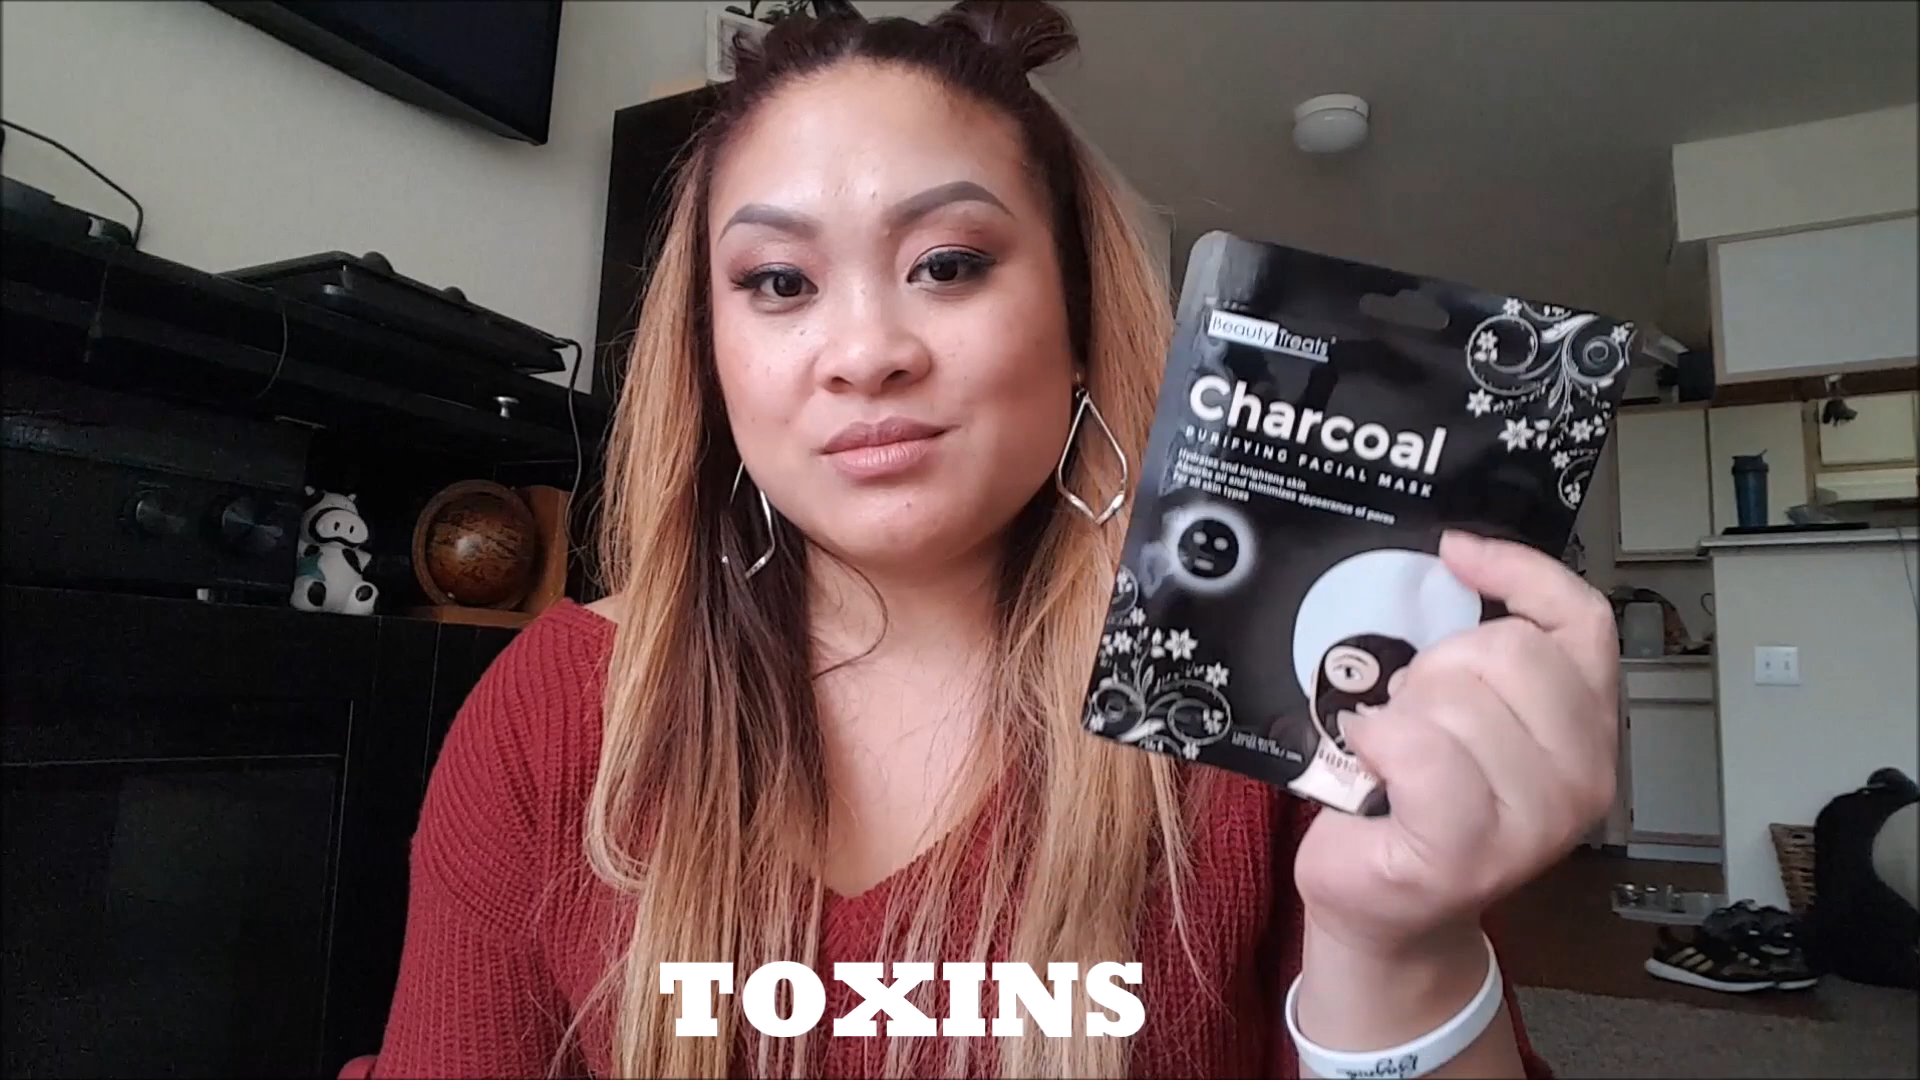 Beauty Treats
Charcoal
PURIFYING FACIAL MASK
Hydrates and brightens skin
Absorbs oil and minimizes appearance of pores
For all skin types
TOXINS